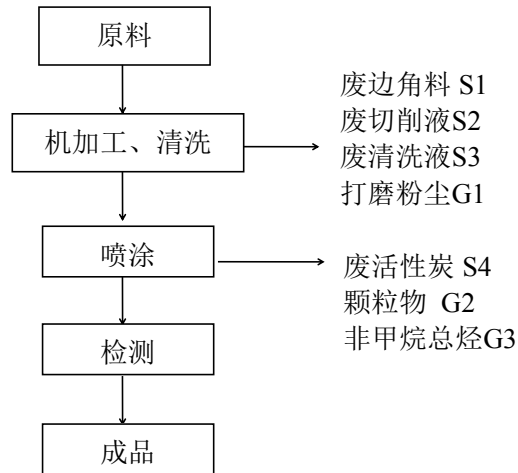 原料
机加工、清洗
废边角料 S1
废切削液S2
废清洗液S3
打磨粉尘G1
喷涂
废活性炭 S4
颗粒物 G2
非甲烷总烃G3
检测
成品